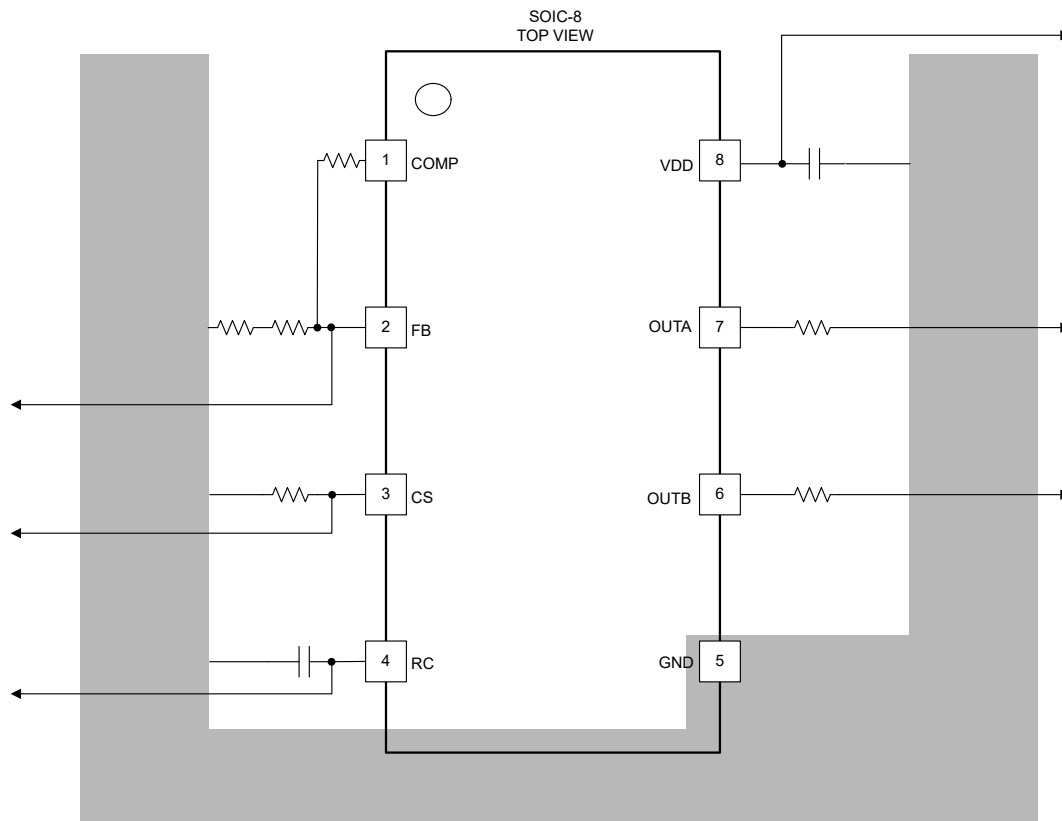 SOIC-8
TOP VIEW
1 COMP
VDD 8
2 FB
OUTA 7
3 CS
OUTB 6
4 RC
GND 5